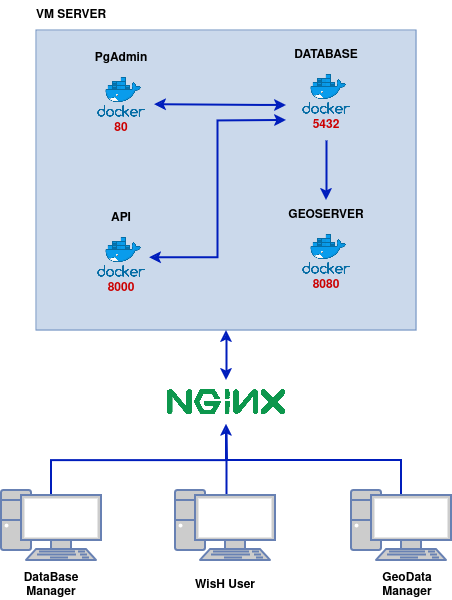 VM SERVER
PgAdmin
docker
80
DATABASE
docker
5432
API
docker
8000
GEOSERVER
docker
8080
NGiNX
DataBase
Manager
WisH User
GeoData
Manager